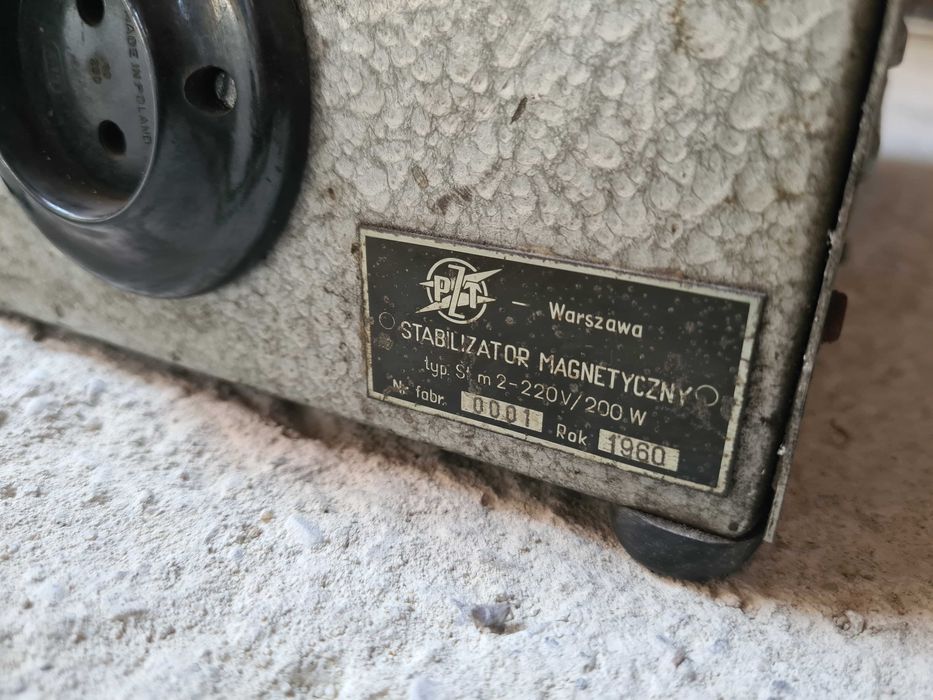 MADE IN POLAND
PZT
– Warszawa
STABILIZATOR MAGNETYCZNY
typ. St m 2-220V/200 W
Nr fabr. 0001 Rok 1960